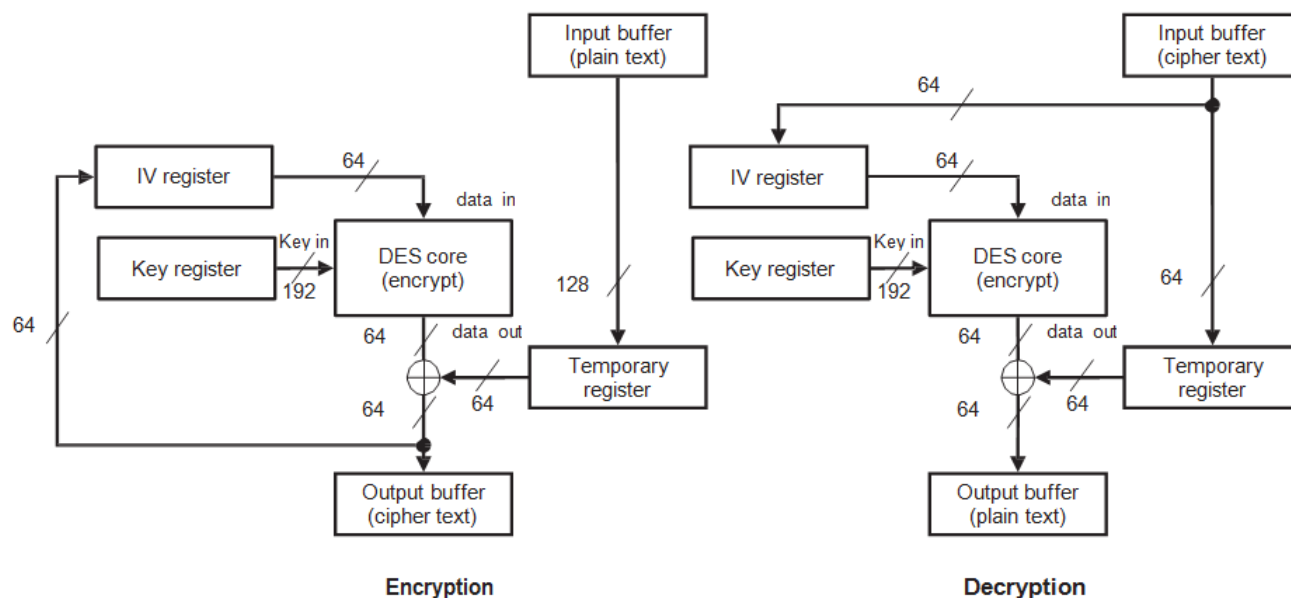 Input buffer
(plain text)
64
IV register
data in
Key in
Key register
192
DES core
(encrypt)
128
64
64
data out
Temporary
register
64
64
Output buffer
(cipher text)
Encryption
Input buffer
(cipher text)
64
64
IV register
data in
Key in
Key register
192
DES core
(encrypt)
64
64
data out
Temporary
register
64
64
Output buffer
(plain text)
Decryption